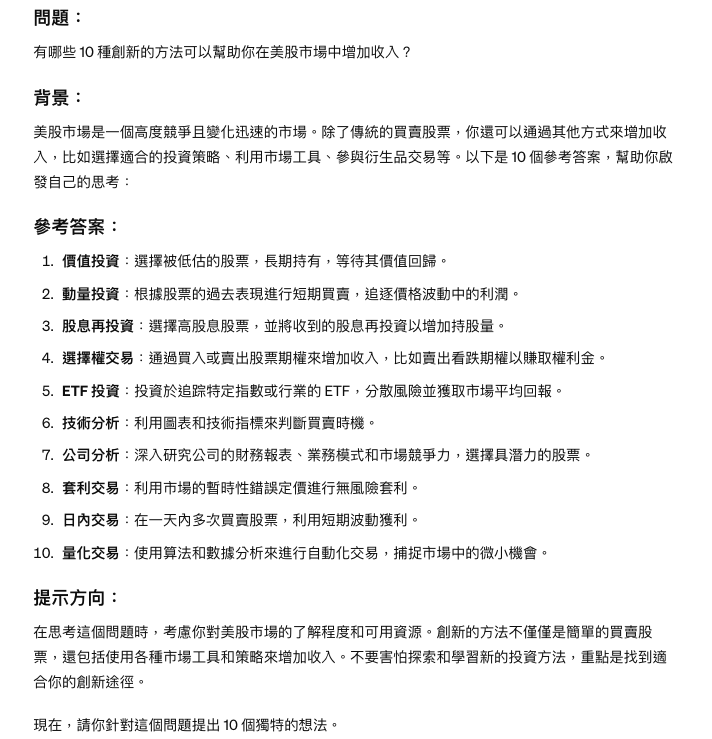 問題：
有哪些 10 種創新的方法可以幫助你在美股市場中增加收入？
背景：
美股市場是一個高度競爭且變化迅速的市場。除了傳統的買賣股票，你還可以通過其他方式來增加收
入，比如選擇適合的投資策略、利用市場工具、參與衍生品交易等。以下是 10 個參考答案，幫助你啟
發自己的思考：
參考答案：
1. 價值投資：選擇被低估的股票，長期持有，等待其價值回歸。
2. 動量投資：根據股票的過去表現進行短期買賣，追逐價格波動中的利潤。
3. 股息再投資：選擇高股息股票，並將收到的股息再投資以增加持股量。
4. 選擇權交易：通過買入或賣出股票期權來增加收入，比如賣出看跌期權以賺取權利金。
5. ETF 投資：投資於追踪特定指數或行業的 ETF，分散風險並獲取市場平均回報。
6. 技術分析：利用圖表和技術指標來判斷買賣時機。
7. 公司分析：深入研究公司的財務報表、業務模式和市場競爭力，選擇具潛力的股票。
8. 套利交易：利用市場的暫時性錯誤定價進行無風險套利。
9. 日內交易：在一天內多次買賣股票，利用短期波動獲利。
10. 量化交易：使用算法和數據分析來進行自動化交易，捕捉市場中的微小機會。
提示方向：
在思考這個問題時，考慮你對美股市場的了解程度和可用資源。創新的方法不僅僅是簡單的買賣股
票，還包括使用各種市場工具和策略來增加收入。不要害怕探索和學習新的投資方法，重點是找到適
合你的創新途徑。
現在，請你針對這個問題提出 10 個獨特的想法。